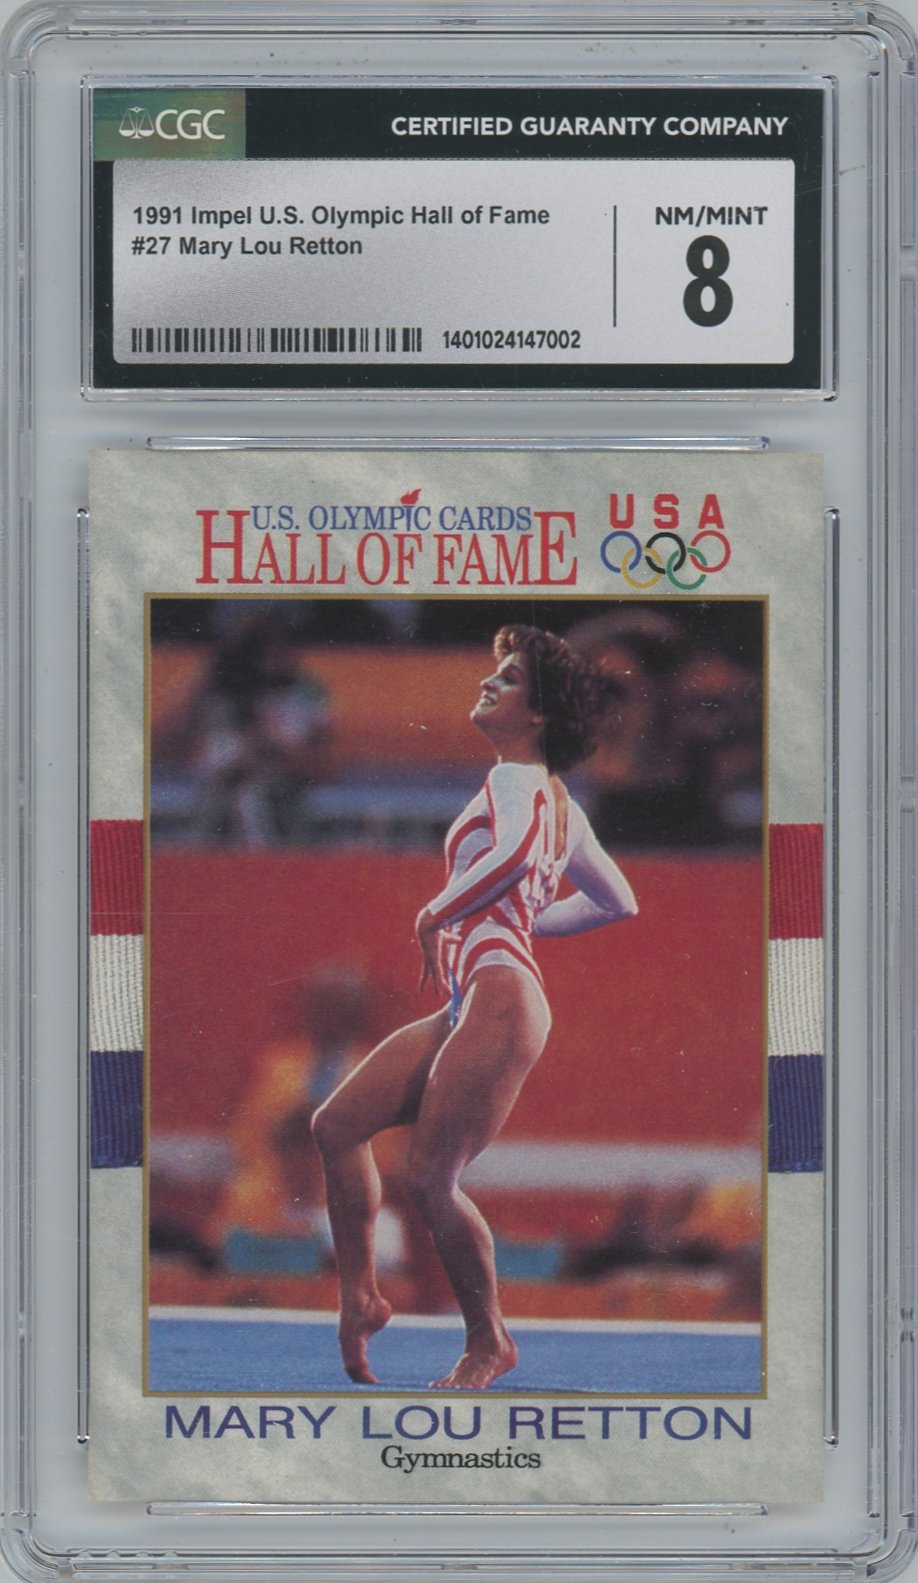 CGC
CERTIFIED GUARANTY COMPANY
1991 Impel U.S. Olympic Hall of Fame
#27 Mary Lou Retton
NM/MINT
8
1401024147002
U.S. OLYMPIC CARDS
HALL OF FAME
USA
MARY LOU RETTON
Gymnastics